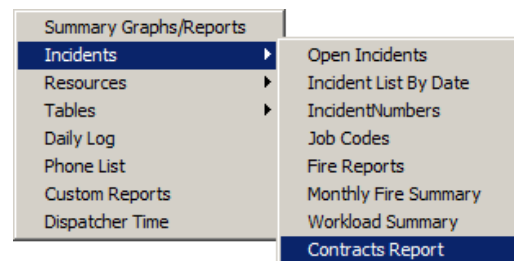 Summary Graphs/Reports
Incidents
Resources
Tables
Daily Log
Phone List
Custom Reports
Dispatcher Time
Open Incidents
Incident List By Date
IncidentNumbers
Job Codes
Fire Reports
Monthly Fire Summary
Workload Summary
Contracts Report